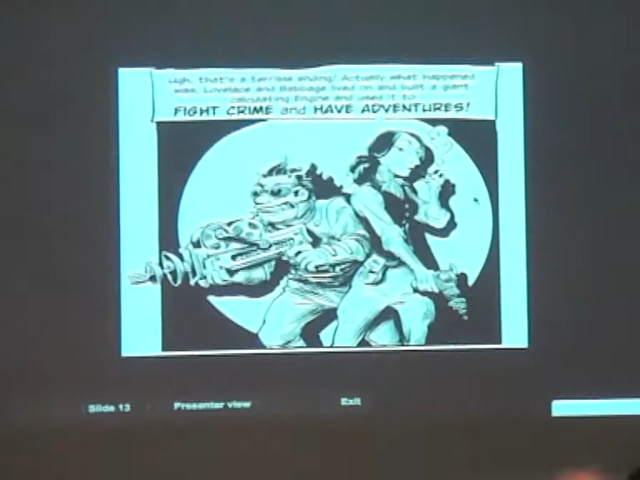 Ugh, that's a terrible ending! Actually what happened
was, Lovelace and Babbage lived on and built a giant
calculating Engine and used it to
FIGHT CRIME and HAVE ADVENTURES!
Slide 13 Presenter view Exit